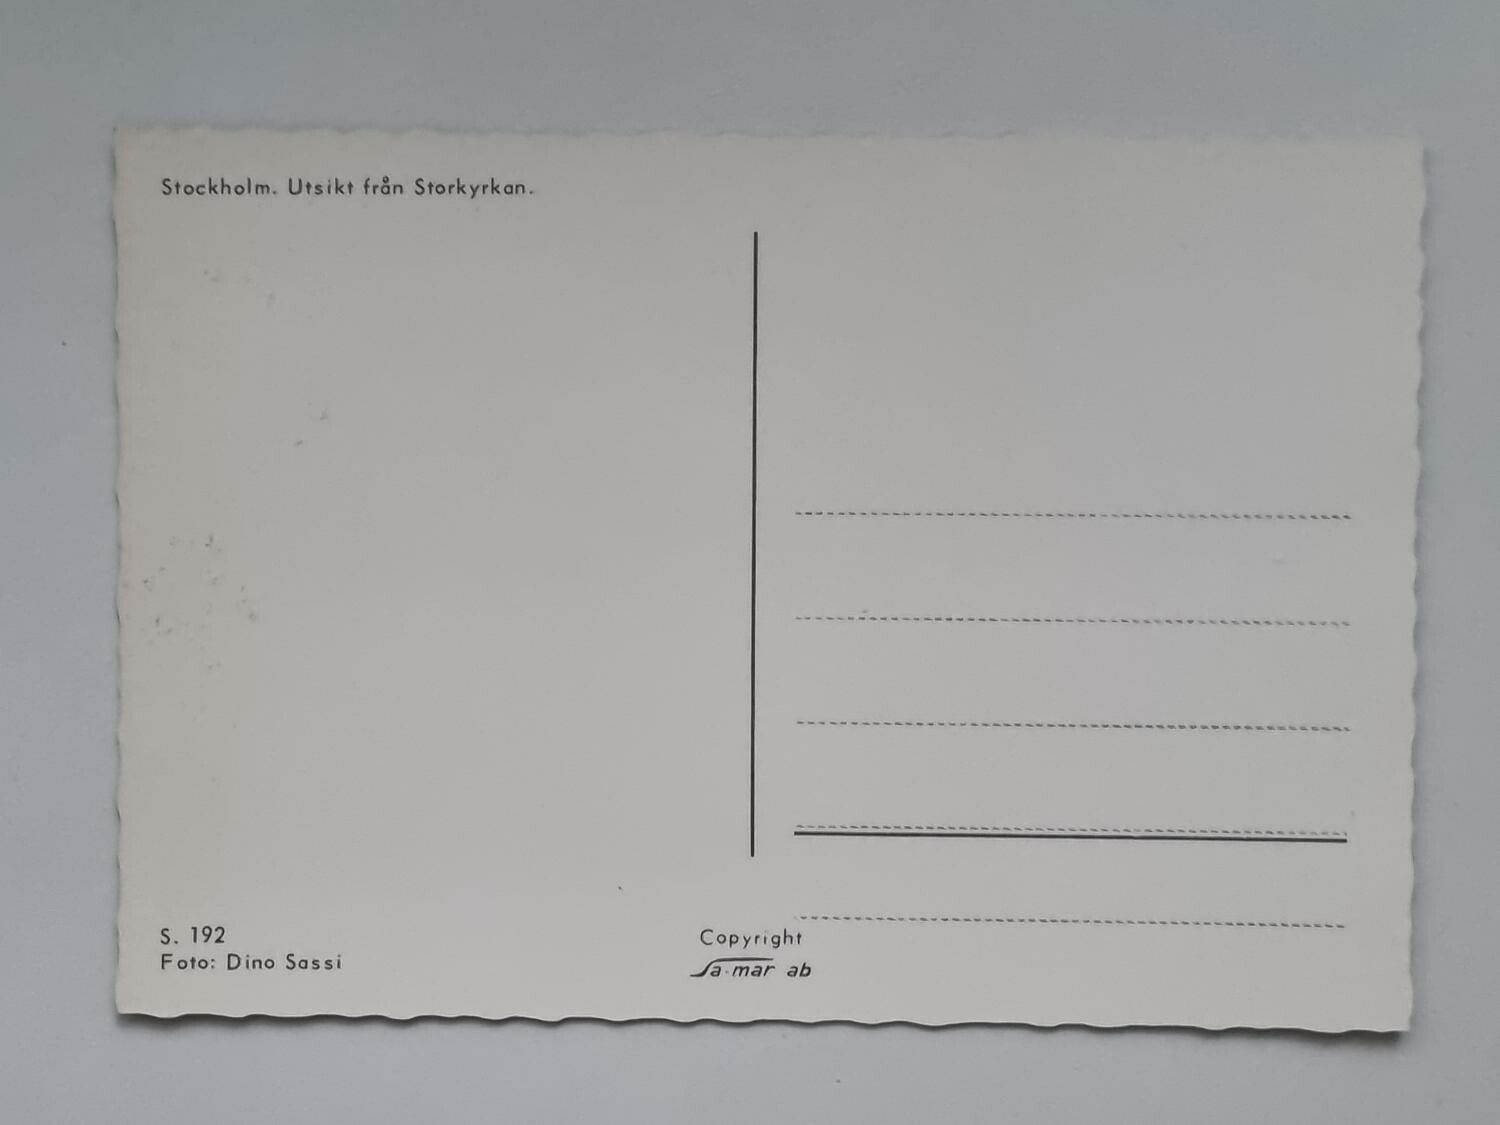 Stockholm. Utsikt från Storkyrkan.
S. 192
Foto: Dino Sassi
Copyright
Sa-mar ab